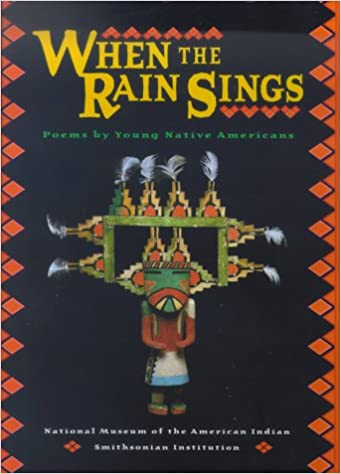 WHEN THE
RAIN SINGS
Poems by Young Native Americans
National Museum of the American Indian
Smithsonian Institution